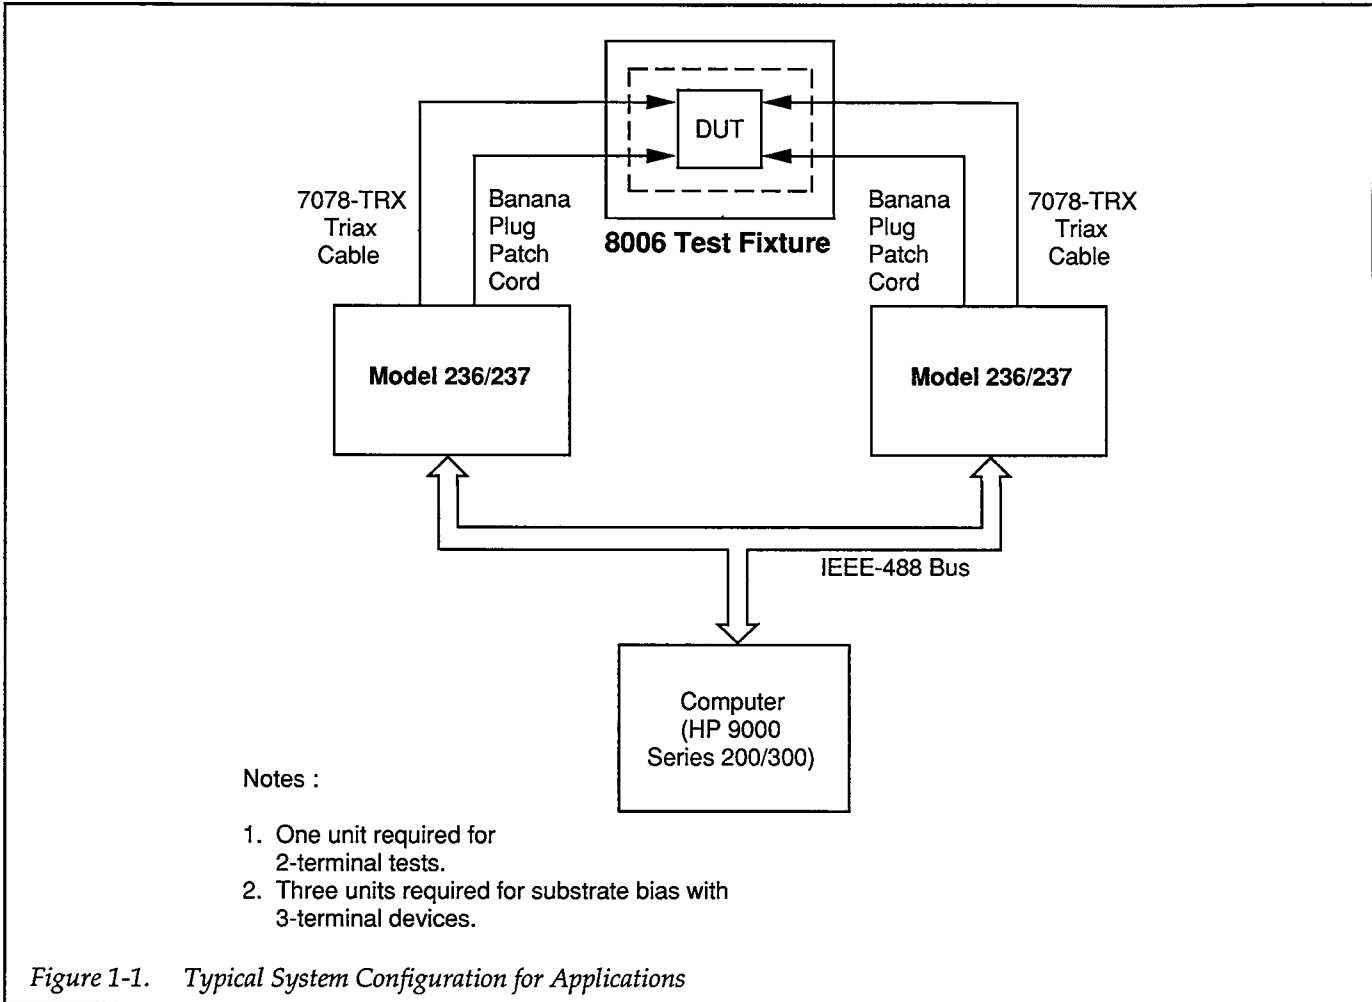 DUT
8006 Test Fixture
7078-TRX
Triax
Cable
Banana
Plug
Patch
Cord
Banana
Plug
Patch
Cord
7078-TRX
Triax
Cable
Model 236/237
Model 236/237
IEEE-488 Bus
Computer
(HP 9000
Series 200/300)
Notes :
1. One unit required for
2-terminal tests.
2. Three units required for substrate bias with
3-terminal devices.
Figure 1-1. Typical System Configuration for Applications